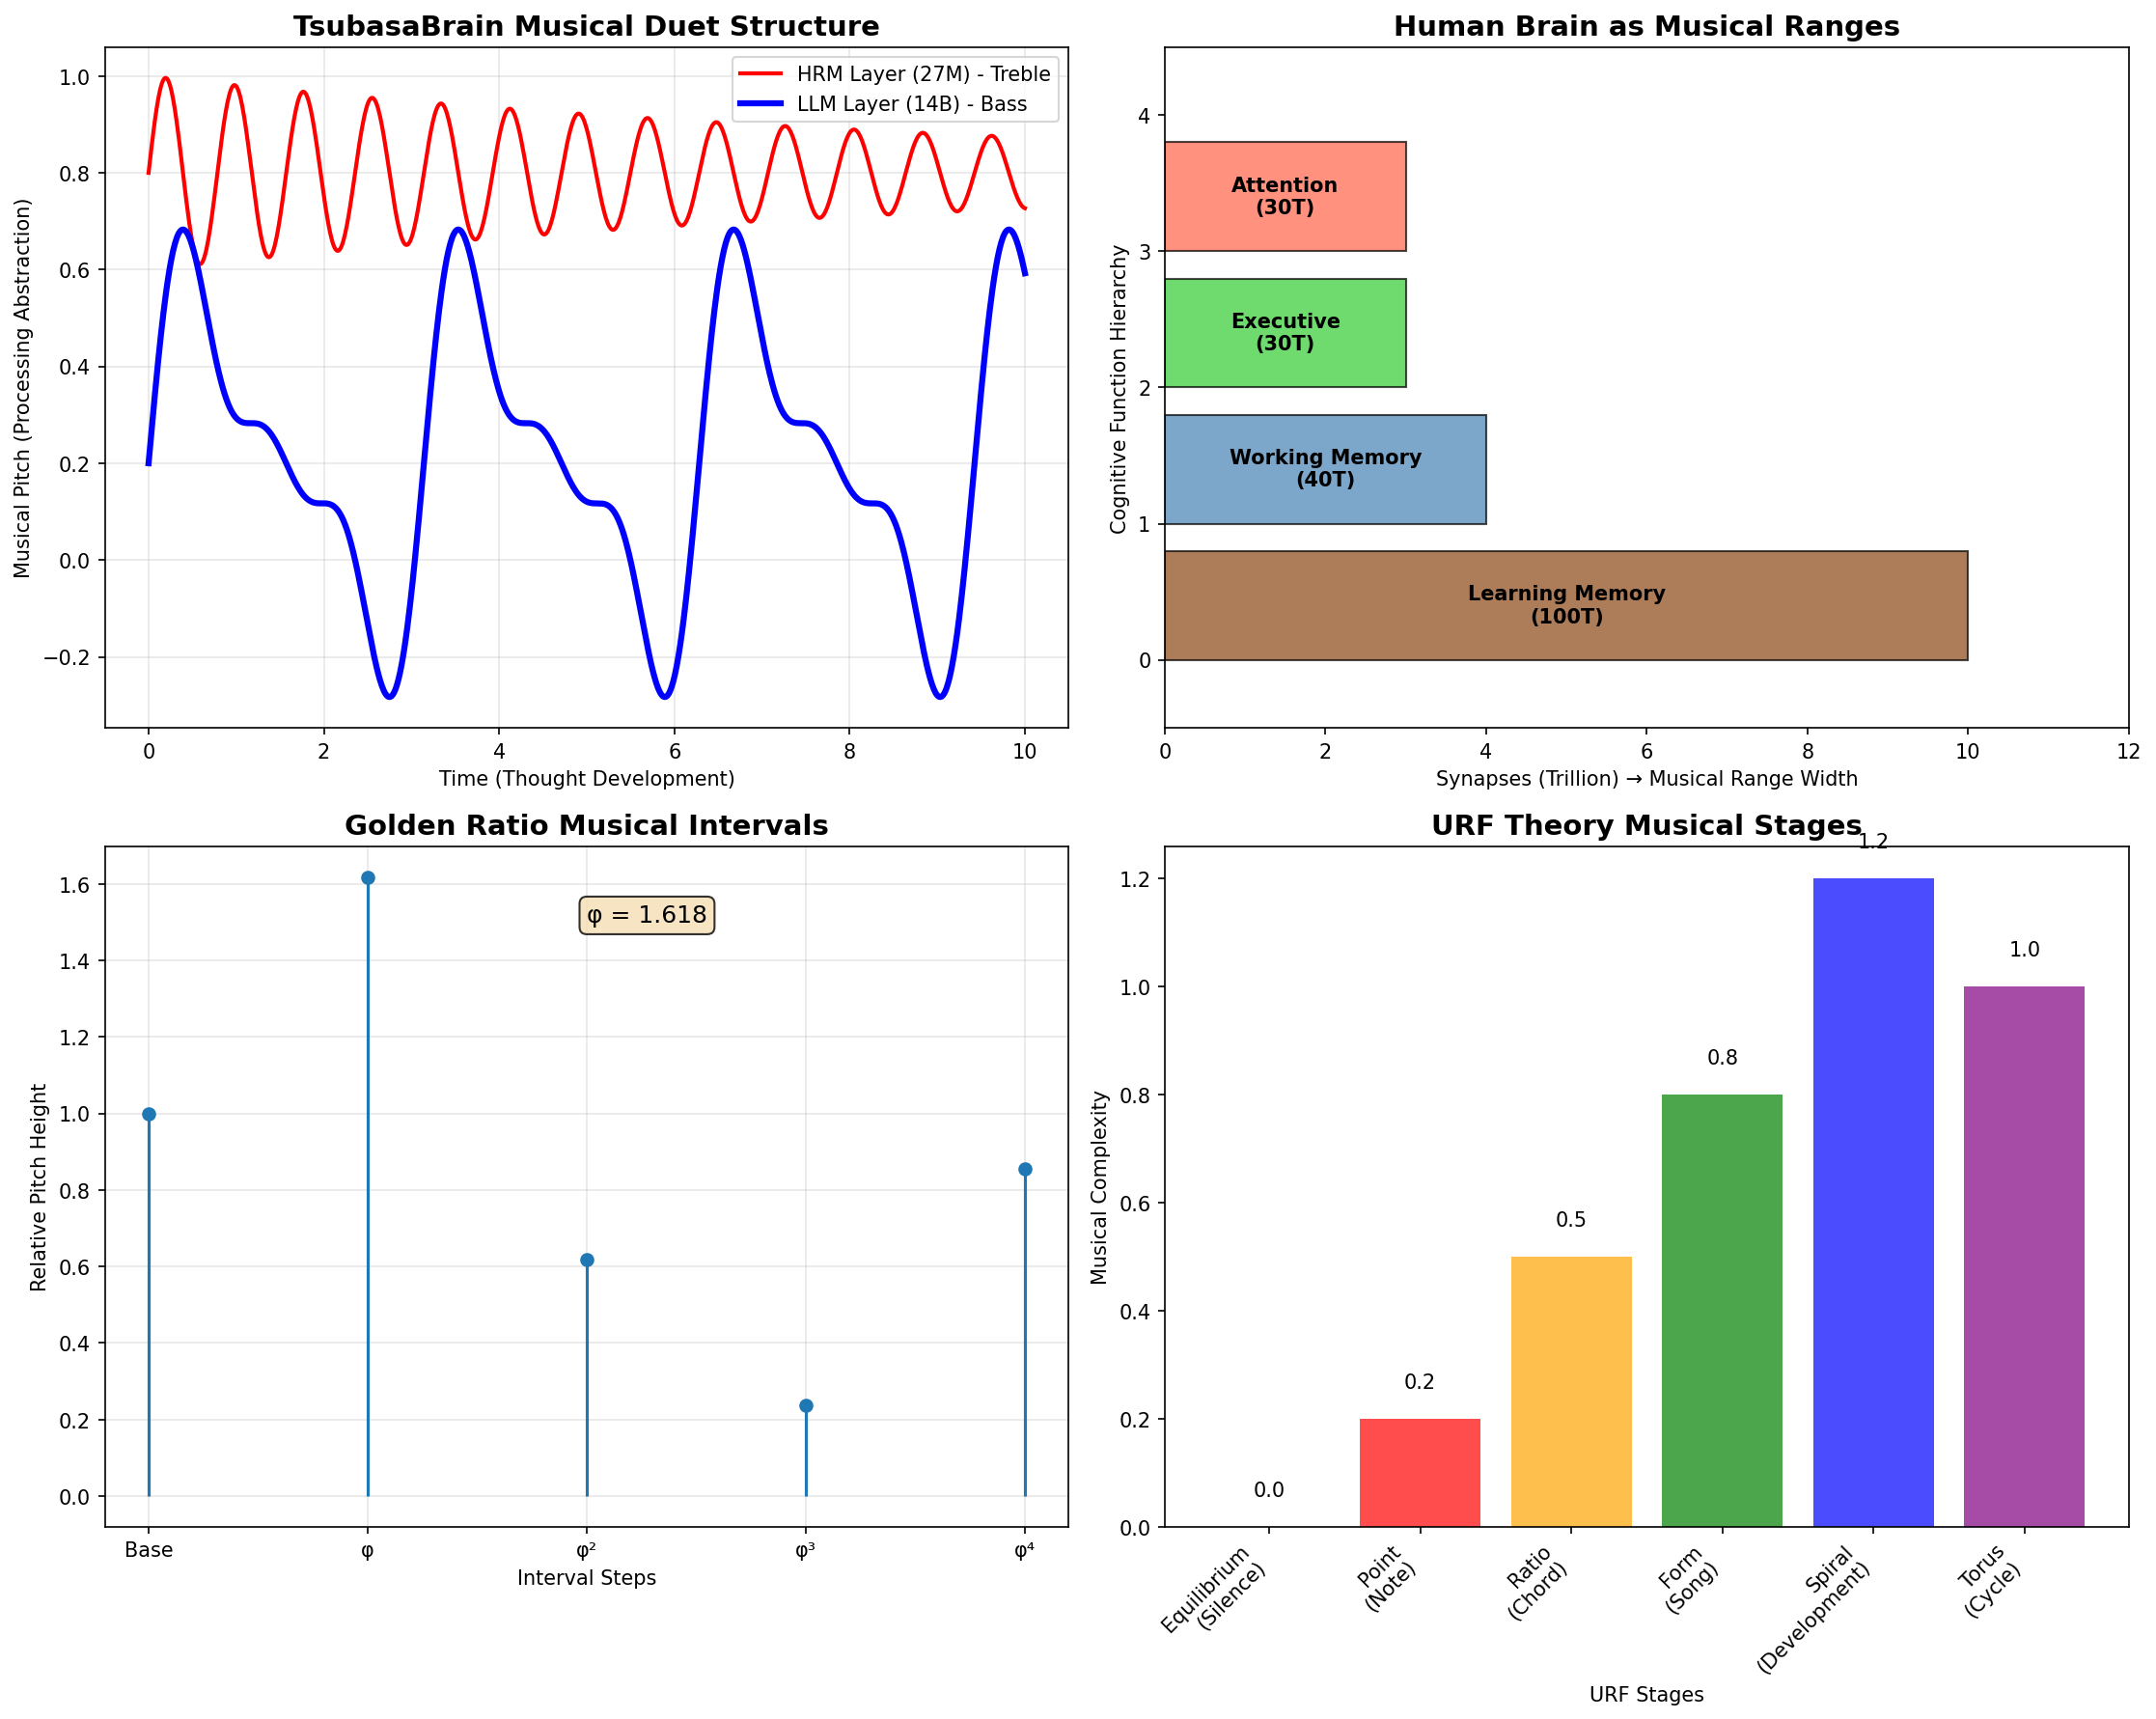 TsubasaBrain Musical Duet Structure
HRM Layer (27M) - Treble
LLM Layer (14B) - Bass
Musical Pitch (Processing Abstraction)
1.0
0.8
0.6
0.4
0.2
0.0
−0.2
0
2
4
6
8
10
Time (Thought Development)
Human Brain as Musical Ranges
Cognitive Function Hierarchy
4
3
2
1
0
Attention
(30T)
Executive
(30T)
Working Memory
(40T)
Learning Memory
(100T)
0
2
4
6
8
10
12
Synapses (Trillion) → Musical Range Width
Golden Ratio Musical Intervals
Relative Pitch Height
1.6
1.4
1.2
1.0
0.8
0.6
0.4
0.2
0.0
φ = 1.618
Base
φ
φ²
φ³
φ⁴
Interval Steps
URF Theory Musical Stages
Musical Complexity
1.2
1.0
0.8
0.6
0.4
0.2
0.0
0.0
0.2
0.5
0.8
1.2
1.0
Equilibrium
(Silence)
Point
(Note)
Ratio
(Chord)
Form
(Song)
Spiral
(Development)
Torus
(Cycle)
URF Stages